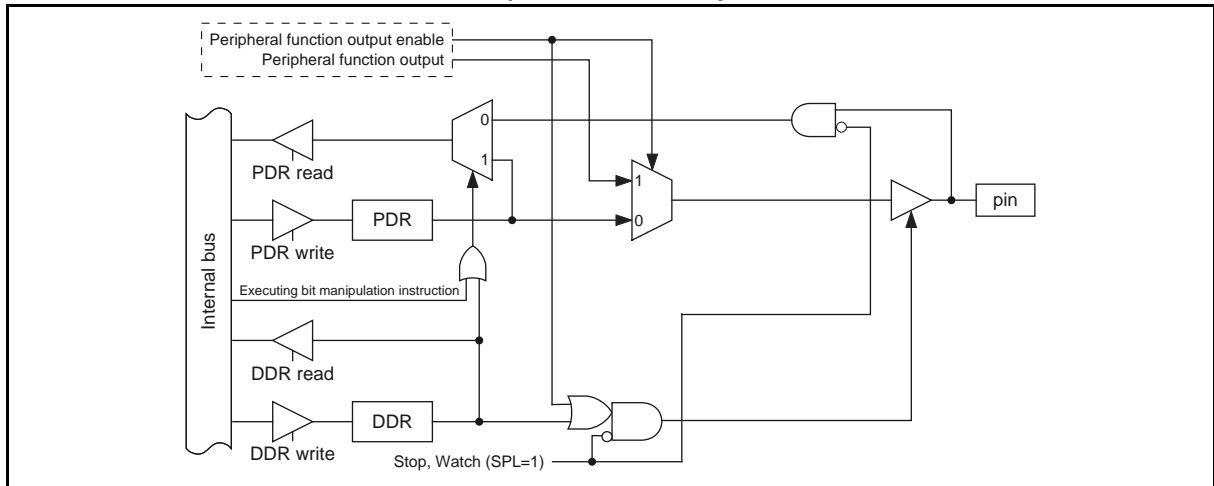 Peripheral function output enable
Peripheral function output
0
1
PDR read
1
pin
PDR
0
PDR write
Internal bus
Executing bit manipulation instruction
DDR read
DDR
DDR write
Stop, Watch (SPL=1)